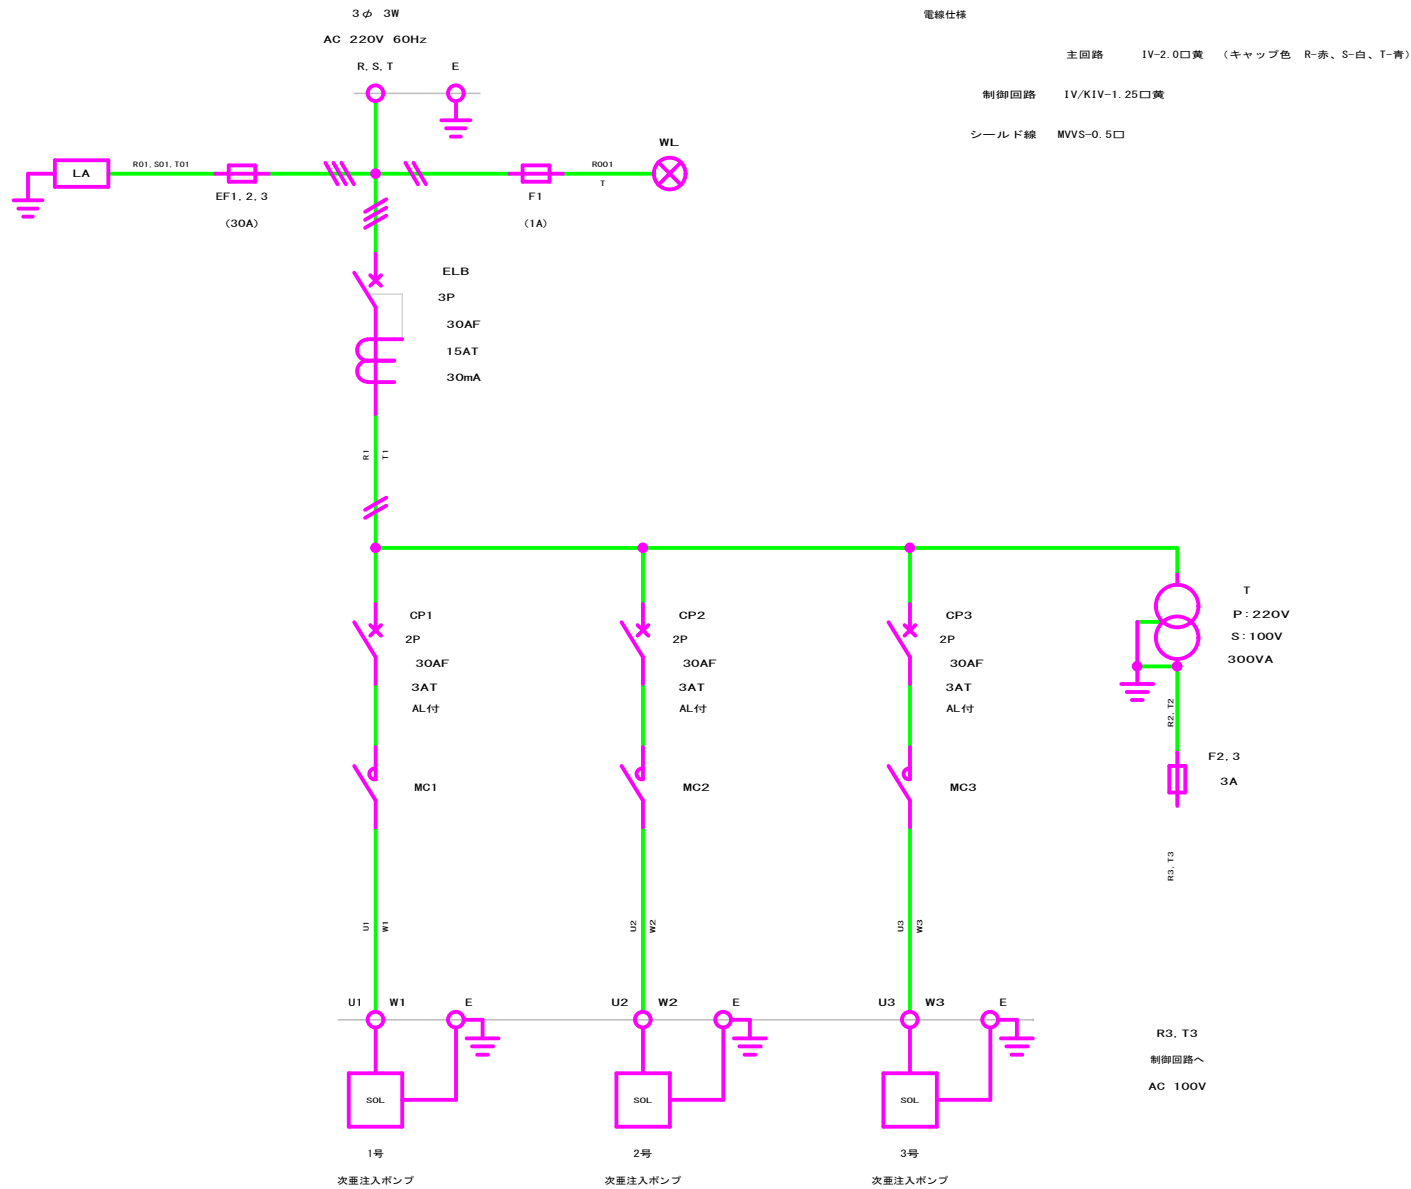 3φ 3W
AC 220V 60Hz
R, S, T
E
電線仕様
主回路 IV-2.0口黄 (キャップ色 R-赤、S-白、T-青)
制御回路 IV/KIV-1.25口黄
シールド線 MVVS-0.5口
LA
R01, S01, T01
EF1, 2, 3
(30A)
F1
(1A)
R001
T
WL
ELB
3P
30AF
15AT
30mA
R1
T1
CP1
2P
30AF
3AT
AL付
CP2
2P
30AF
3AT
AL付
CP3
2P
30AF
3AT
AL付
T
P:220V
S:100V
300VA
R2, T2
F2, 3
3A
MC1
MC2
MC3
R3, T3
U1
W1
U2
W2
U3
W3
U1 W1 E
U2 W2 E
U3 W3 E
SOL
SOL
SOL
R3, T3
制御回路へ
AC 100V
1号
次亜注入ポンプ
2号
次亜注入ポンプ
3号
次亜注入ポンプ